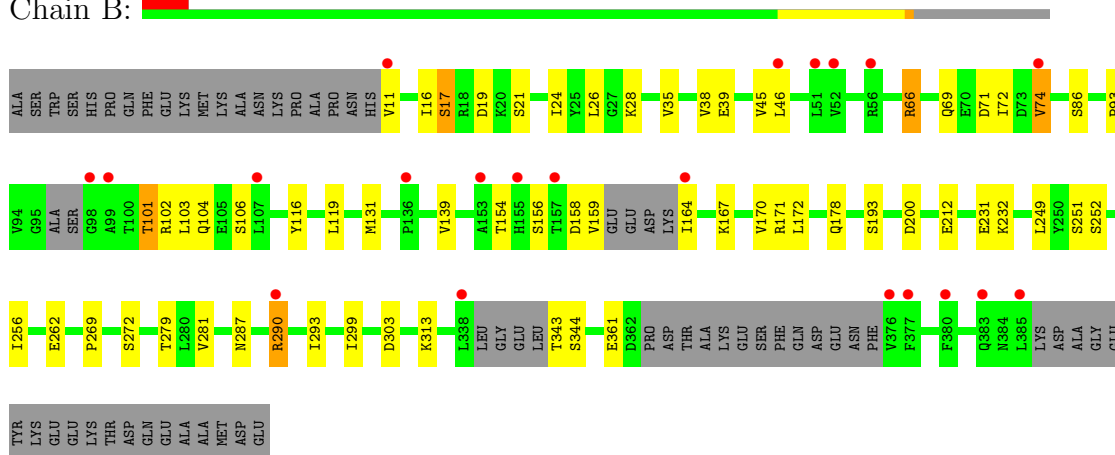 Chain B:
ALA SER TRP SER HIS PRO GLN PHE GLU LYS MET LYS ALA ASN LYS PRO ALA PRO ASN HIS V11 I16 S17 R18 D19 K20 S21 I24 Y25 L26 G27 K28 V35 V38 E39 V45 L46 L51 V52 R56 R66 Q69 E70 D71 I72 D73 V74 S86
V94 G95 ALA SER G98 A99 T100 T101 R102 L103 Q104 E105 S106 L107 Y116 L119 M131 P136 V139 A153 T154 H155 S156 T157 D158 V159 GLU GLU ASP LYS I164 K167 V170 R171 L172 Q178 S193 D200 E212 E231 K232 L249 Y250 S251 S252
I256 E262 P269 S272 T279 L280 V281 N287 R290 I293 I299 D303 K313 L338 LEU GLY GLU LEU T343 S344 E361 D362 PRO ASP THR ALA LYS GLU SER PHE GLN ASP GLU ASN PHE V376 F377 F380 Q383 N384 L385 LYS ASP ALA GLY
TYR LYS GLU GLU LYS THR ASP GLN GLU ALA ALA MET ASP GLU